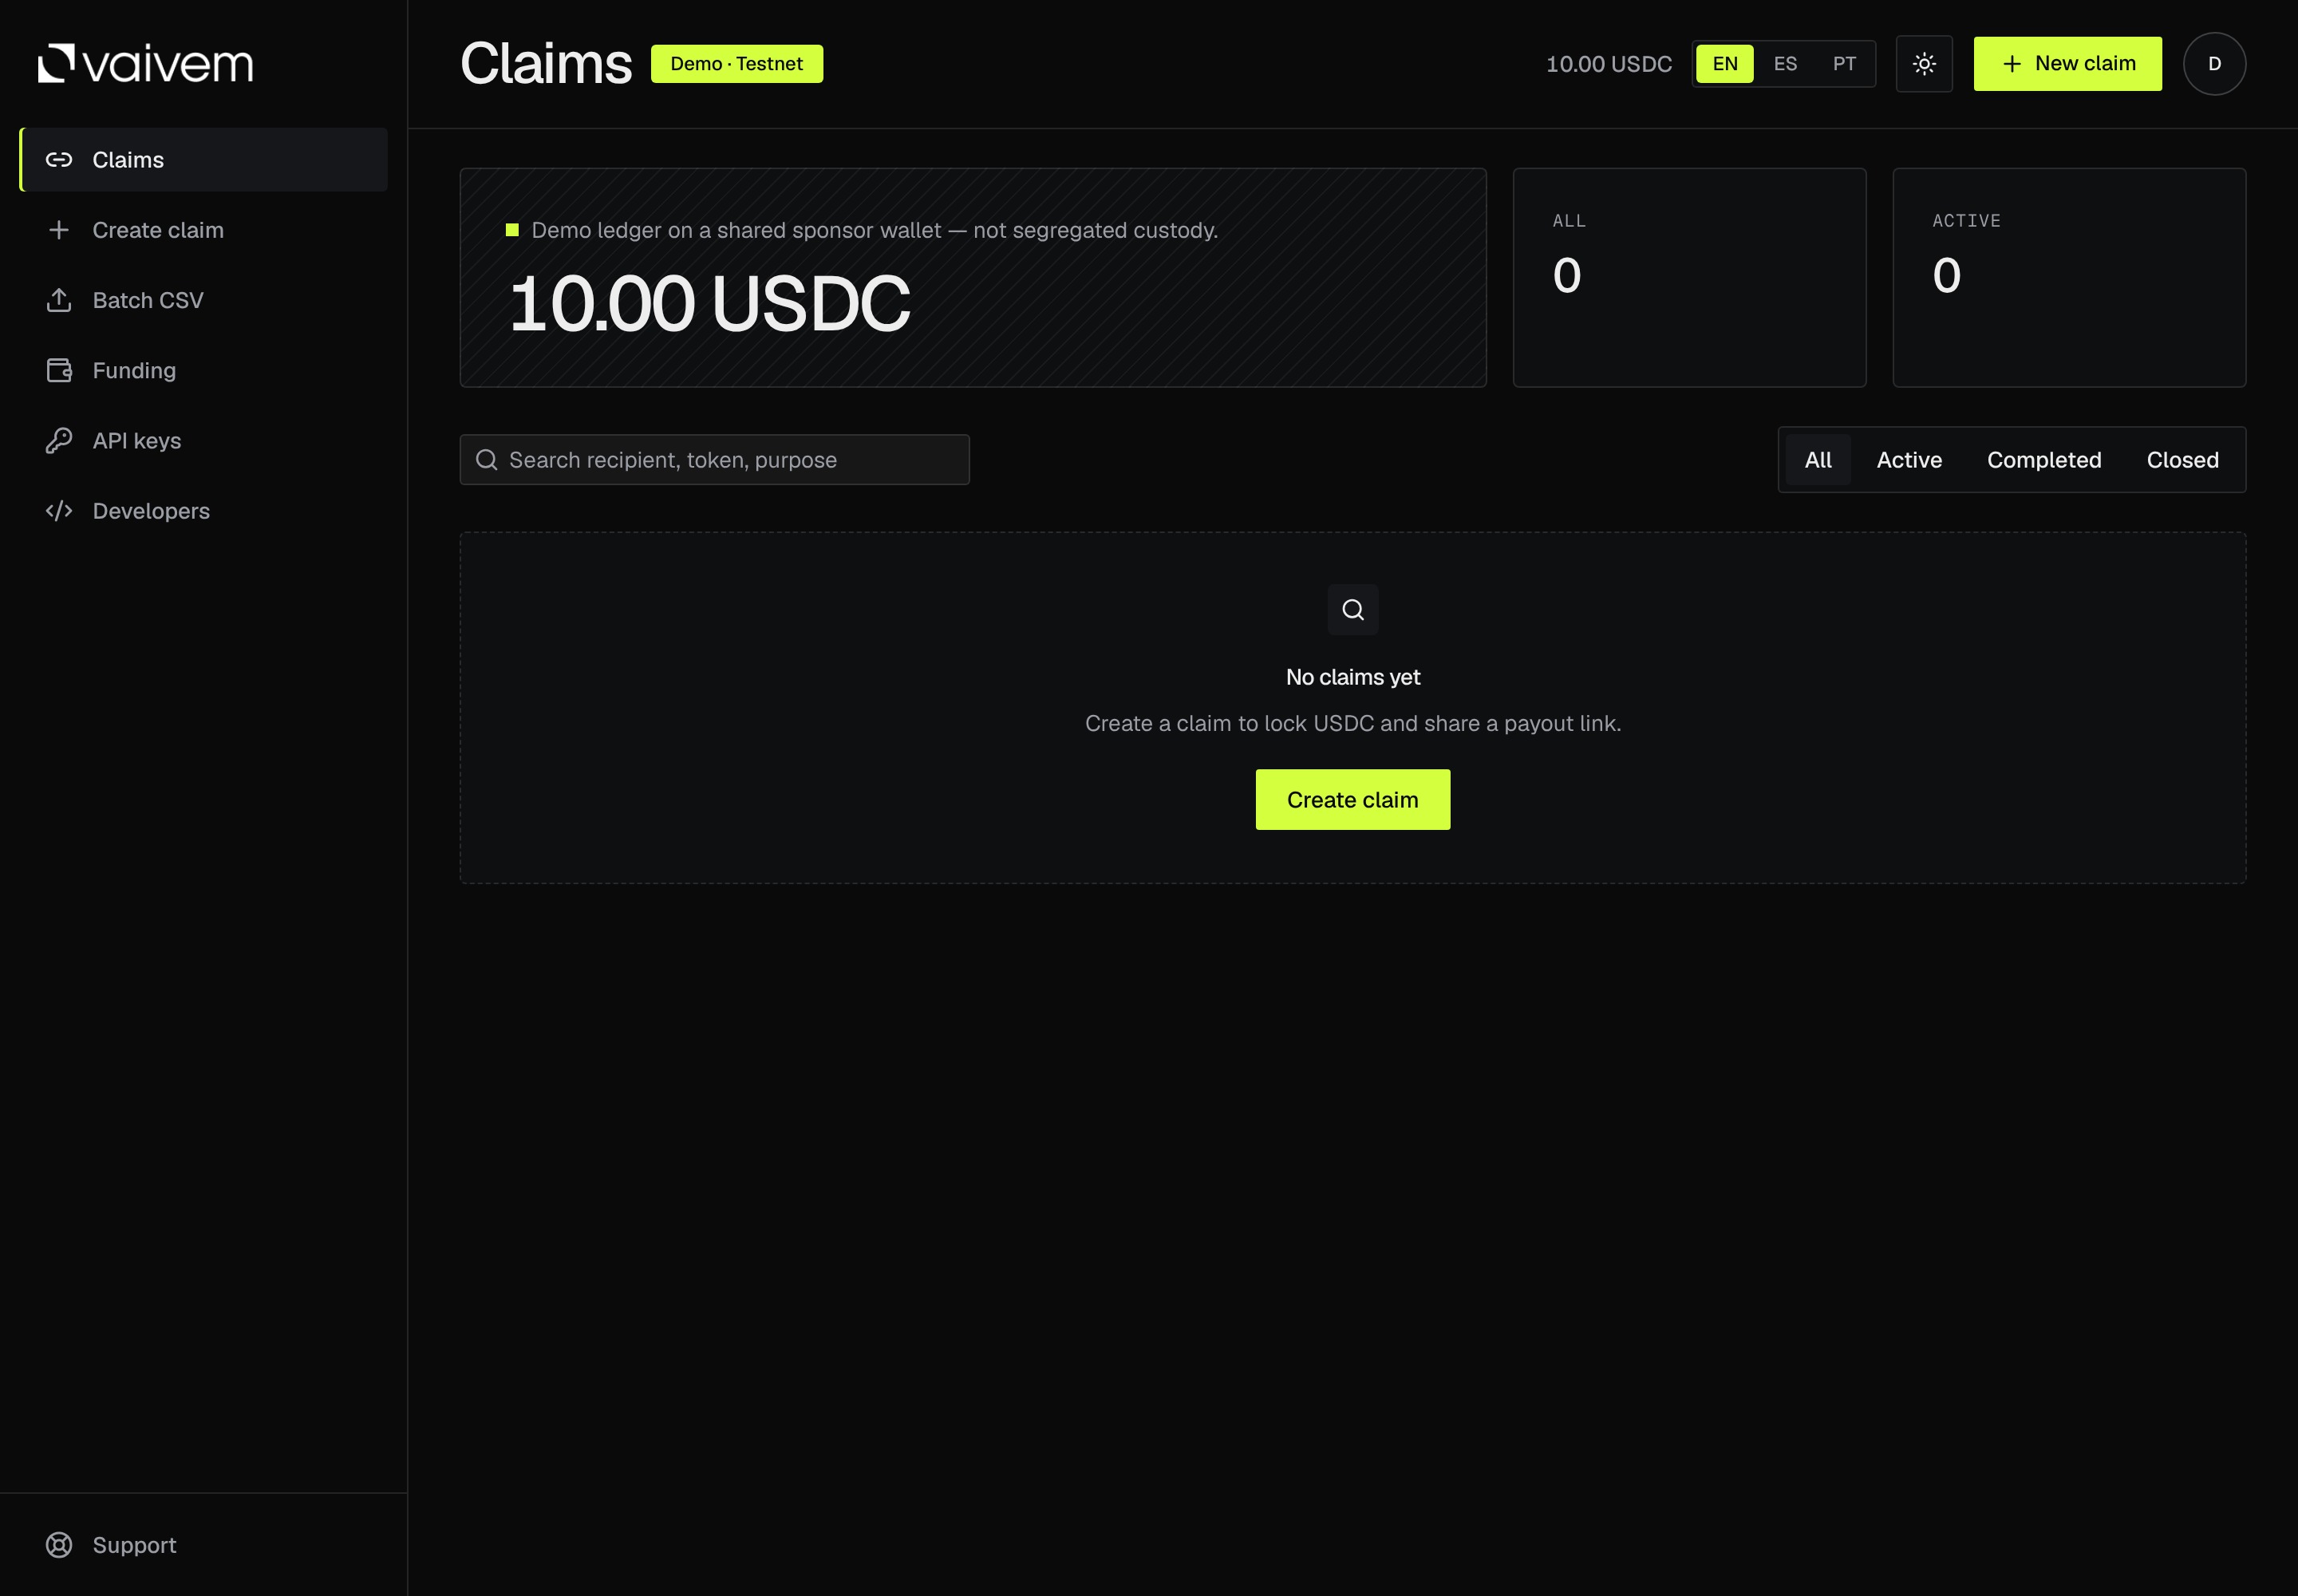 vaivem
Claims
Create claim
Batch CSV
Funding
API keys
Developers
Support
Claims
Demo · Testnet
10.00 USDC
EN ES PT
New claim
D
Demo ledger on a shared sponsor wallet — not segregated custody.
10.00 USDC
ALL
0
ACTIVE
0
Search recipient, token, purpose
All Active Completed Closed
No claims yet
Create a claim to lock USDC and share a payout link.
Create claim